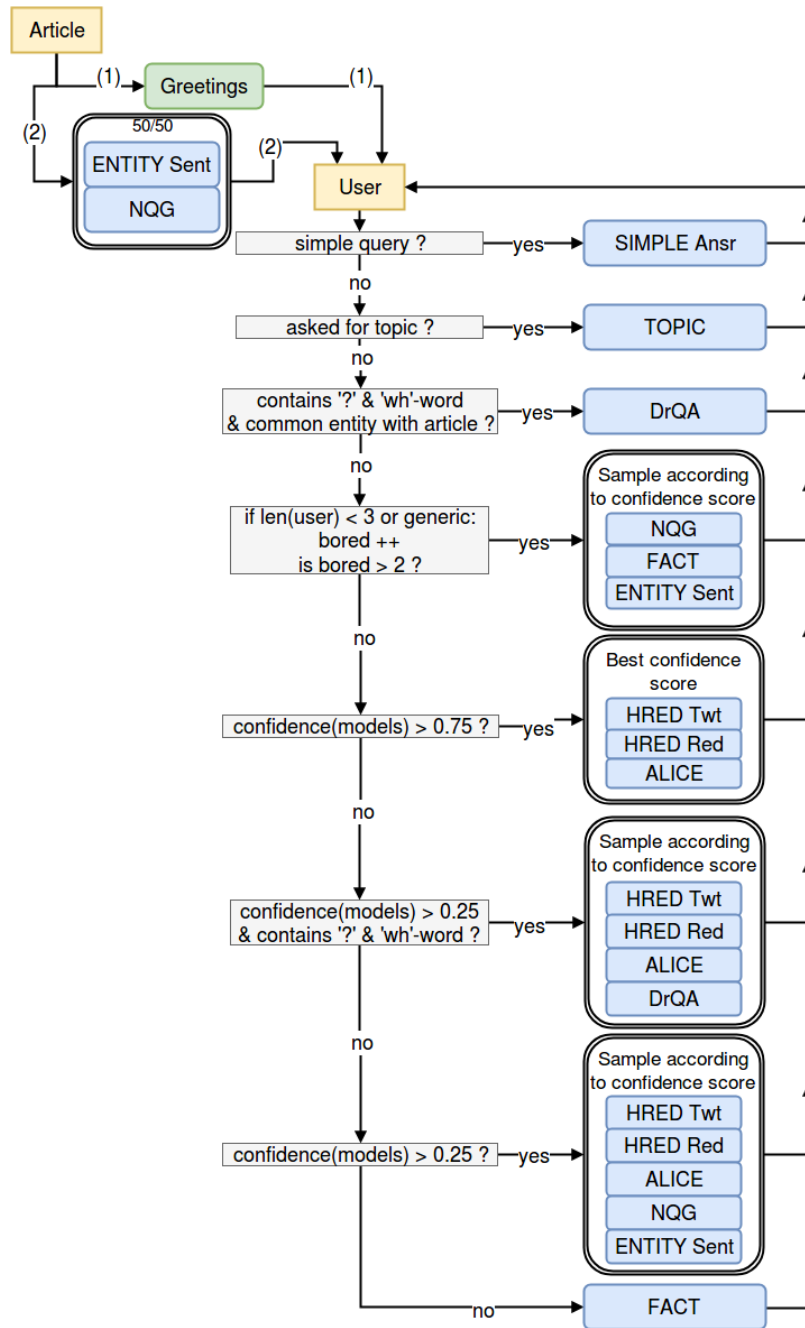 Article
(1)
Greetings
(1)
(2)
50/50
ENTITY Sent
NQG
(2)
User
simple query ?
yes
SIMPLE Ansr
no
asked for topic ?
yes
TOPIC
no
contains '?' & 'wh'-word
& common entity with article ?
yes
DrQA
no
if len(user) < 3 or generic:
bored ++
is bored > 2 ?
yes
Sample according
to confidence score
NQG
FACT
ENTITY Sent
no
confidence(models) > 0.75 ?
yes
Best confidence
score
HRED Twt
HRED Red
ALICE
no
confidence(models) > 0.25
& contains '?' & 'wh'-word ?
yes
Sample according
to confidence score
HRED Twt
HRED Red
ALICE
DrQA
no
confidence(models) > 0.25 ?
yes
Sample according
to confidence score
HRED Twt
HRED Red
ALICE
NQG
ENTITY Sent
no
FACT